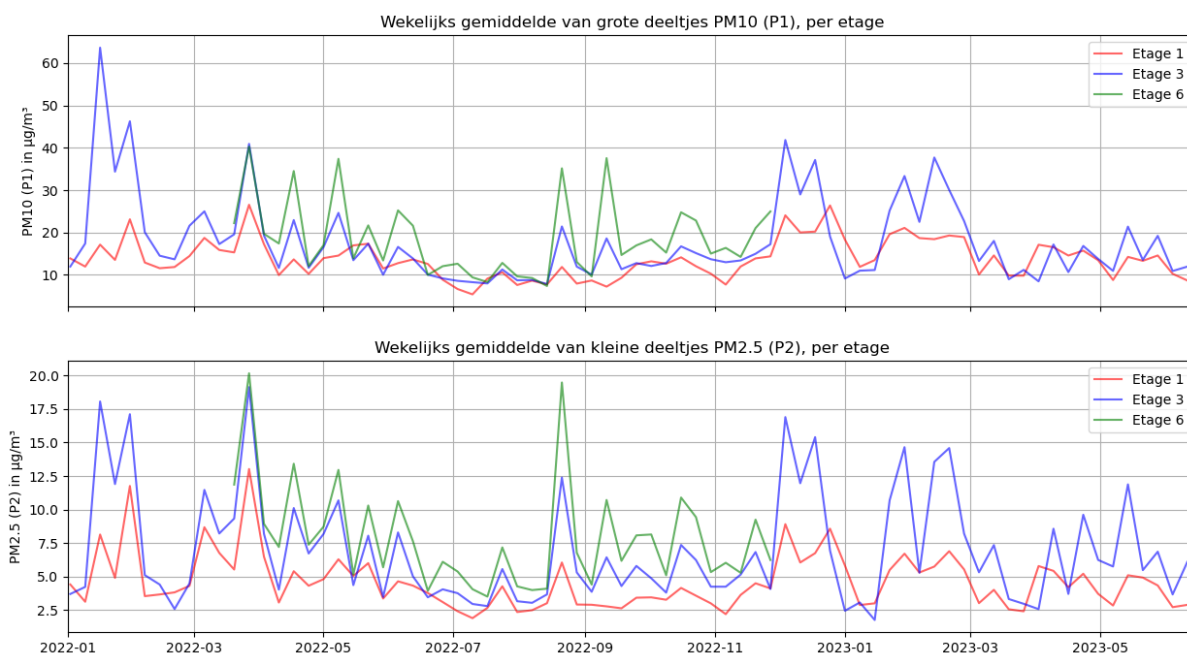 Wekelijks gemiddelde van grote deeltjes PM10 (P1), per etage
PM10 (P1) in µg/m³
60
50
40
30
20
10
Etage 1
Etage 3
Etage 6
Wekelijks gemiddelde van kleine deeltjes PM2.5 (P2), per etage
PM2.5 (P2) in µg/m³
20.0
17.5
15.0
12.5
10.0
7.5
5.0
2.5
Etage 1
Etage 3
Etage 6
2022-01 2022-03 2022-05 2022-07 2022-09 2022-11 2023-01 2023-03 2023-05